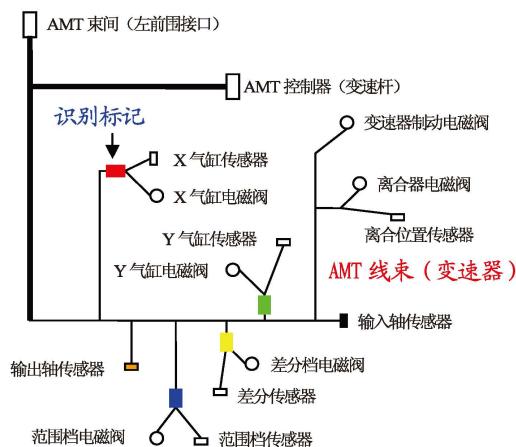 AMT 束间（左前围接口）
AMT 控制器（变速杆）
识别标记
变速器制动电磁阀
X 气缸传感器
X 气缸电磁阀
离合器电磁阀
离合位置传感器
Y 气缸传感器
Y 气缸电磁阀
AMT 线束（变速器）
输入轴传感器
输出轴传感器
差分档电磁阀
差分传感器
范围档电磁阀
范围档传感器